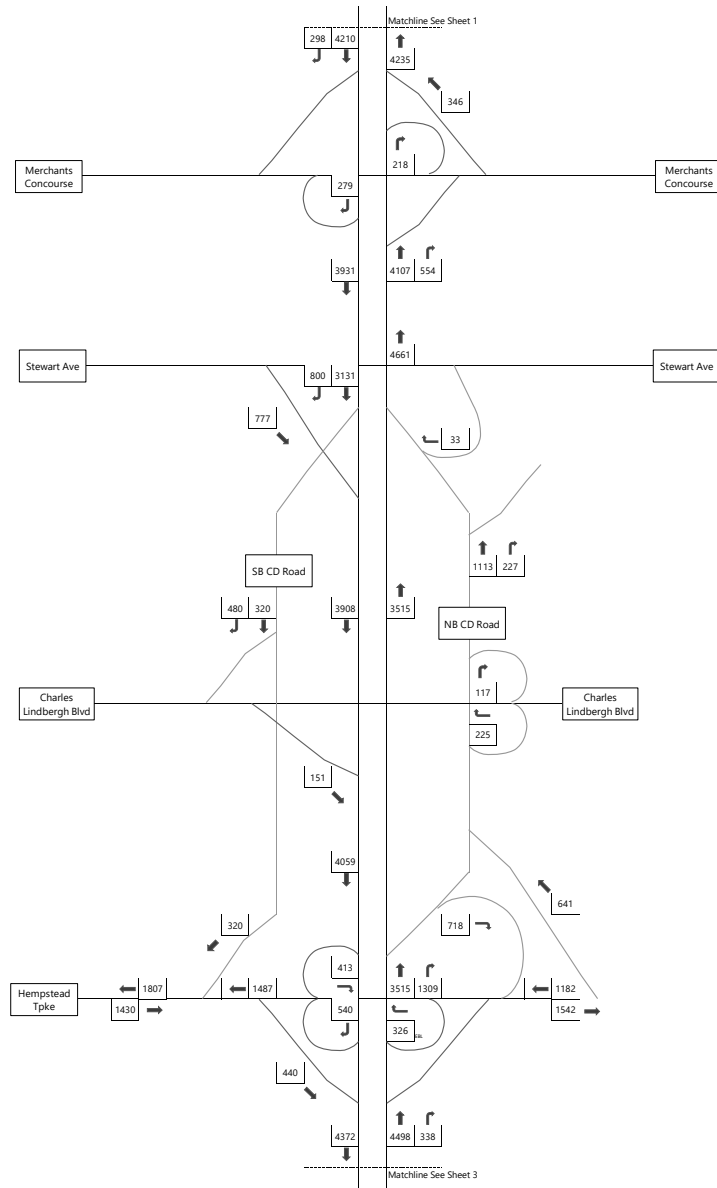 Matchline See Sheet 1
298 4210
4235
346
218
Merchants
Concourse
Merchants
Concourse
279
3931
4107 554
4661
Stewart Ave
Stewart Ave
800 3131
777
33
1113 227
SB CD Road
3908
3515
480 320
NB CD Road
117
Charles
Lindbergh Blvd
Charles
Lindbergh Blvd
225
151
4059
641
320
718
413
1807
1487
3515 1309
1182
Hempstead
Tpke
1430
540
1542
326
440
4372
4498 338
Matchline See Sheet 3